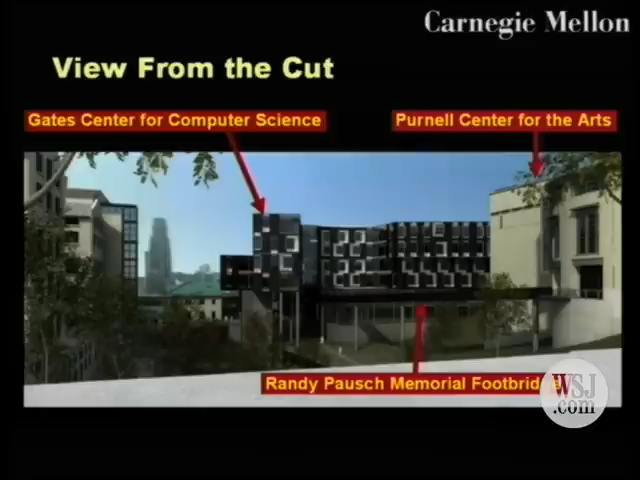 Carnegie Mellon
View From the Cut
Gates Center for Computer Science
Purnell Center for the Arts
Randy Pausch Memorial Footbridge
WSJ
.com